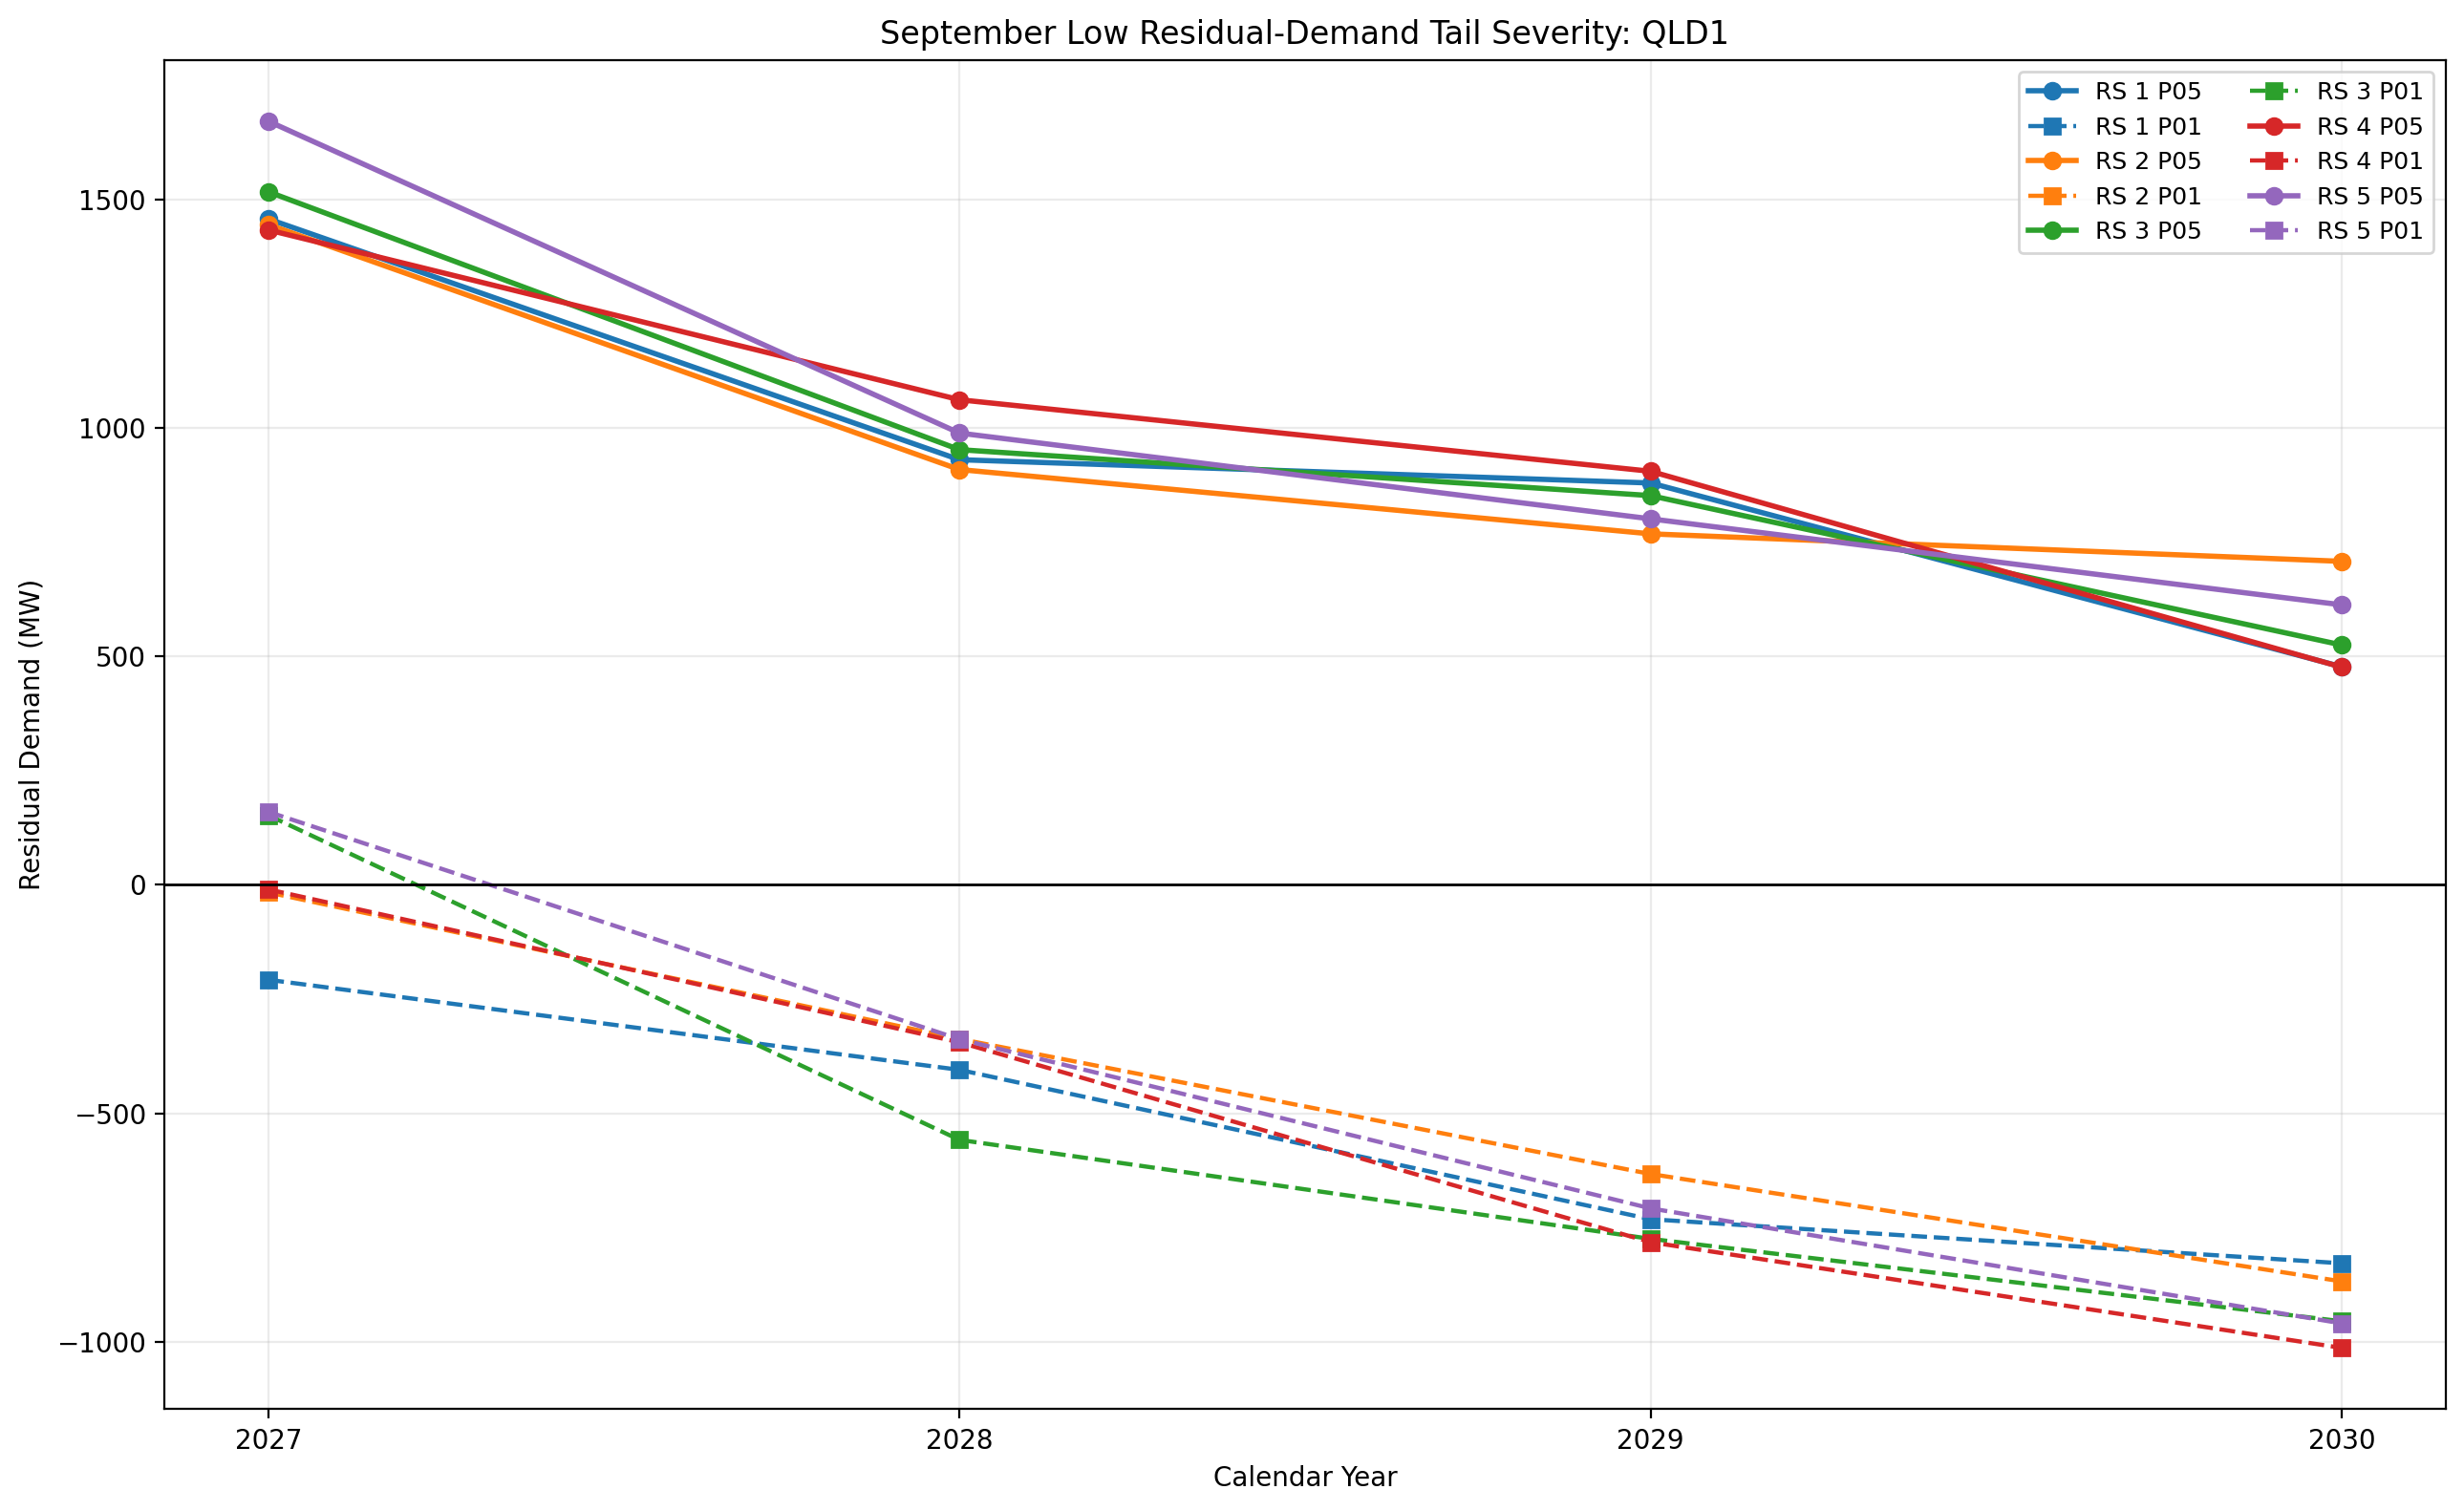 September Low Residual-Demand Tail Severity: QLD1
RS 1 P05
RS 1 P01
RS 2 P05
RS 2 P01
RS 3 P05
RS 3 P01
RS 4 P05
RS 4 P01
RS 5 P05
RS 5 P01
Residual Demand (MW)
1500
1000
500
0
−500
−1000
2027
2028
2029
2030
Calendar Year